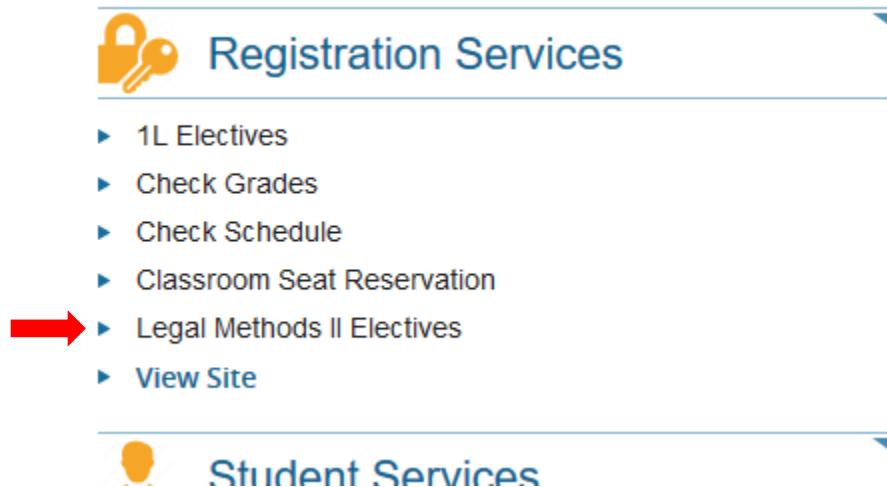 Registration Services
1L Electives
Check Grades
Check Schedule
Classroom Seat Reservation
Legal Methods II Electives
View Site
Student Services